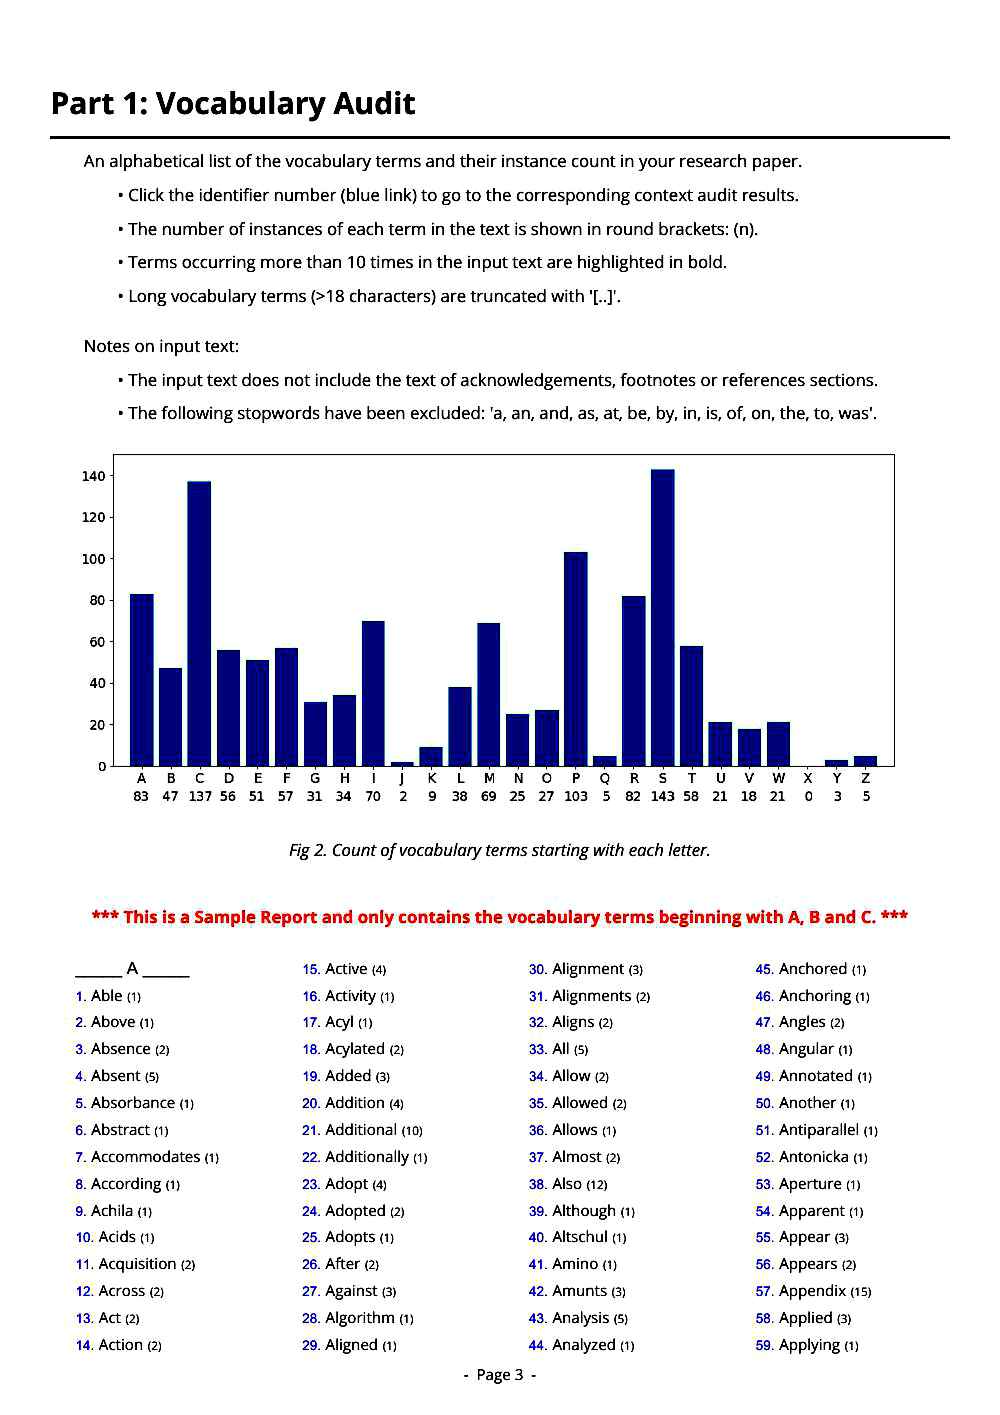 Part 1: Vocabulary Audit
An alphabetical list of the vocabulary terms and their instance count in your research paper.
• Click the identifier number (blue link) to go to the corresponding context audit results.
• The number of instances of each term in the text is shown in round brackets: (n).
• Terms occurring more than 10 times in the input text are highlighted in bold.
• Long vocabulary terms (>18 characters) are truncated with '[..]'.
Notes on input text:
• The input text does not include the text of acknowledgements, footnotes or references sections.
• The following stopwords have been excluded: 'a, an, and, as, at, be, by, in, is, of, on, the, to, was'.
140
120
100
80
60
40
20
0
A B C D E F G H I J K L M N O P Q R S T U V W X Y Z
83 47 137 56 51 57 31 34 70 2 9 38 69 25 27 103 5 82 143 58 21 18 21 0 3 5
Fig 2. Count of vocabulary terms starting with each letter.
*** This is a Sample Report and only contains the vocabulary terms beginning with A, B and C. ***
______ A ______
1. Able (1)
2. Above (1)
3. Absence (2)
4. Absent (5)
5. Absorbance (1)
6. Abstract (1)
7. Accommodates (1)
8. According (1)
9. Achila (1)
10. Acids (1)
11. Acquisition (2)
12. Across (2)
13. Act (2)
14. Action (2)
15. Active (4)
16. Activity (1)
17. Acyl (1)
18. Acylated (2)
19. Added (3)
20. Addition (4)
21. Additional (10)
22. Additionally (1)
23. Adopt (4)
24. Adopted (2)
25. Adopts (1)
26. After (2)
27. Against (3)
28. Algorithm (1)
29. Aligned (1)
30. Alignment (3)
31. Alignments (2)
32. Aligns (2)
33. All (5)
34. Allow (2)
35. Allowed (2)
36. Allows (1)
37. Almost (2)
38. Also (12)
39. Although (1)
40. Altschul (1)
41. Amino (1)
42. Amunts (3)
43. Analysis (5)
44. Analyzed (1)
45. Anchored (1)
46. Anchoring (1)
47. Angles (2)
48. Angular (1)
49. Annotated (1)
50. Another (1)
51. Antiparallel (1)
52. Antonicka (1)
53. Aperture (1)
54. Apparent (1)
55. Appear (3)
56. Appears (2)
57. Appendix (15)
58. Applied (3)
59. Applying (1)
- Page 3 -